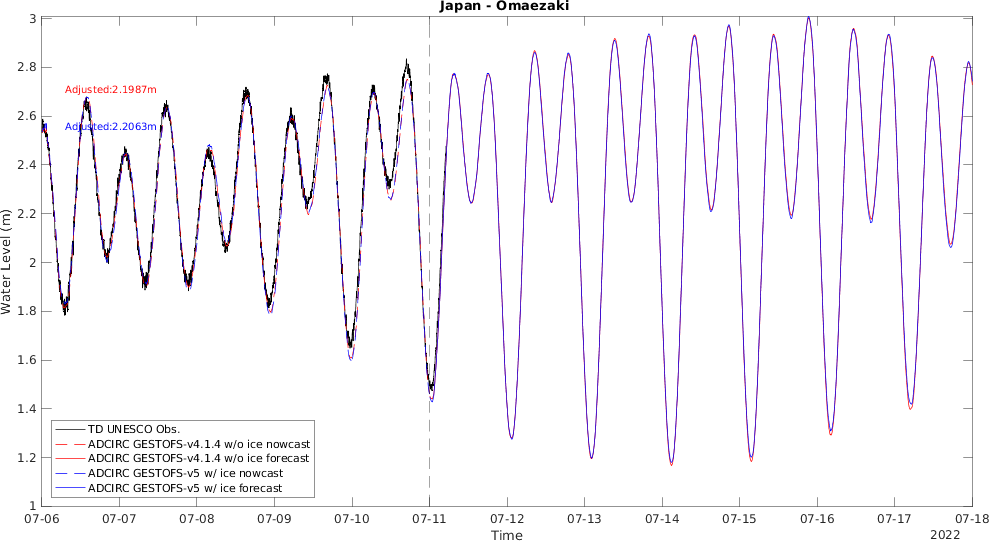 Japan - Omaezaki
3
2.8
2.6
2.4
2.2
2
1.8
1.6
1.4
1.2
1
Water Level (m)
Adjusted:2.1987m
Adjusted:2.2063m
TD UNESCO Obs.
ADCIRC GESTOFS-v4.1.4 w/o ice nowcast
ADCIRC GESTOFS-v4.1.4 w/o ice forecast
ADCIRC GESTOFS-v5 w/ ice nowcast
ADCIRC GESTOFS-v5 w/ ice forecast
07-06 07-07 07-08 07-09 07-10 07-11 07-12 07-13 07-14 07-15 07-16 07-17 07-18
Time
2022